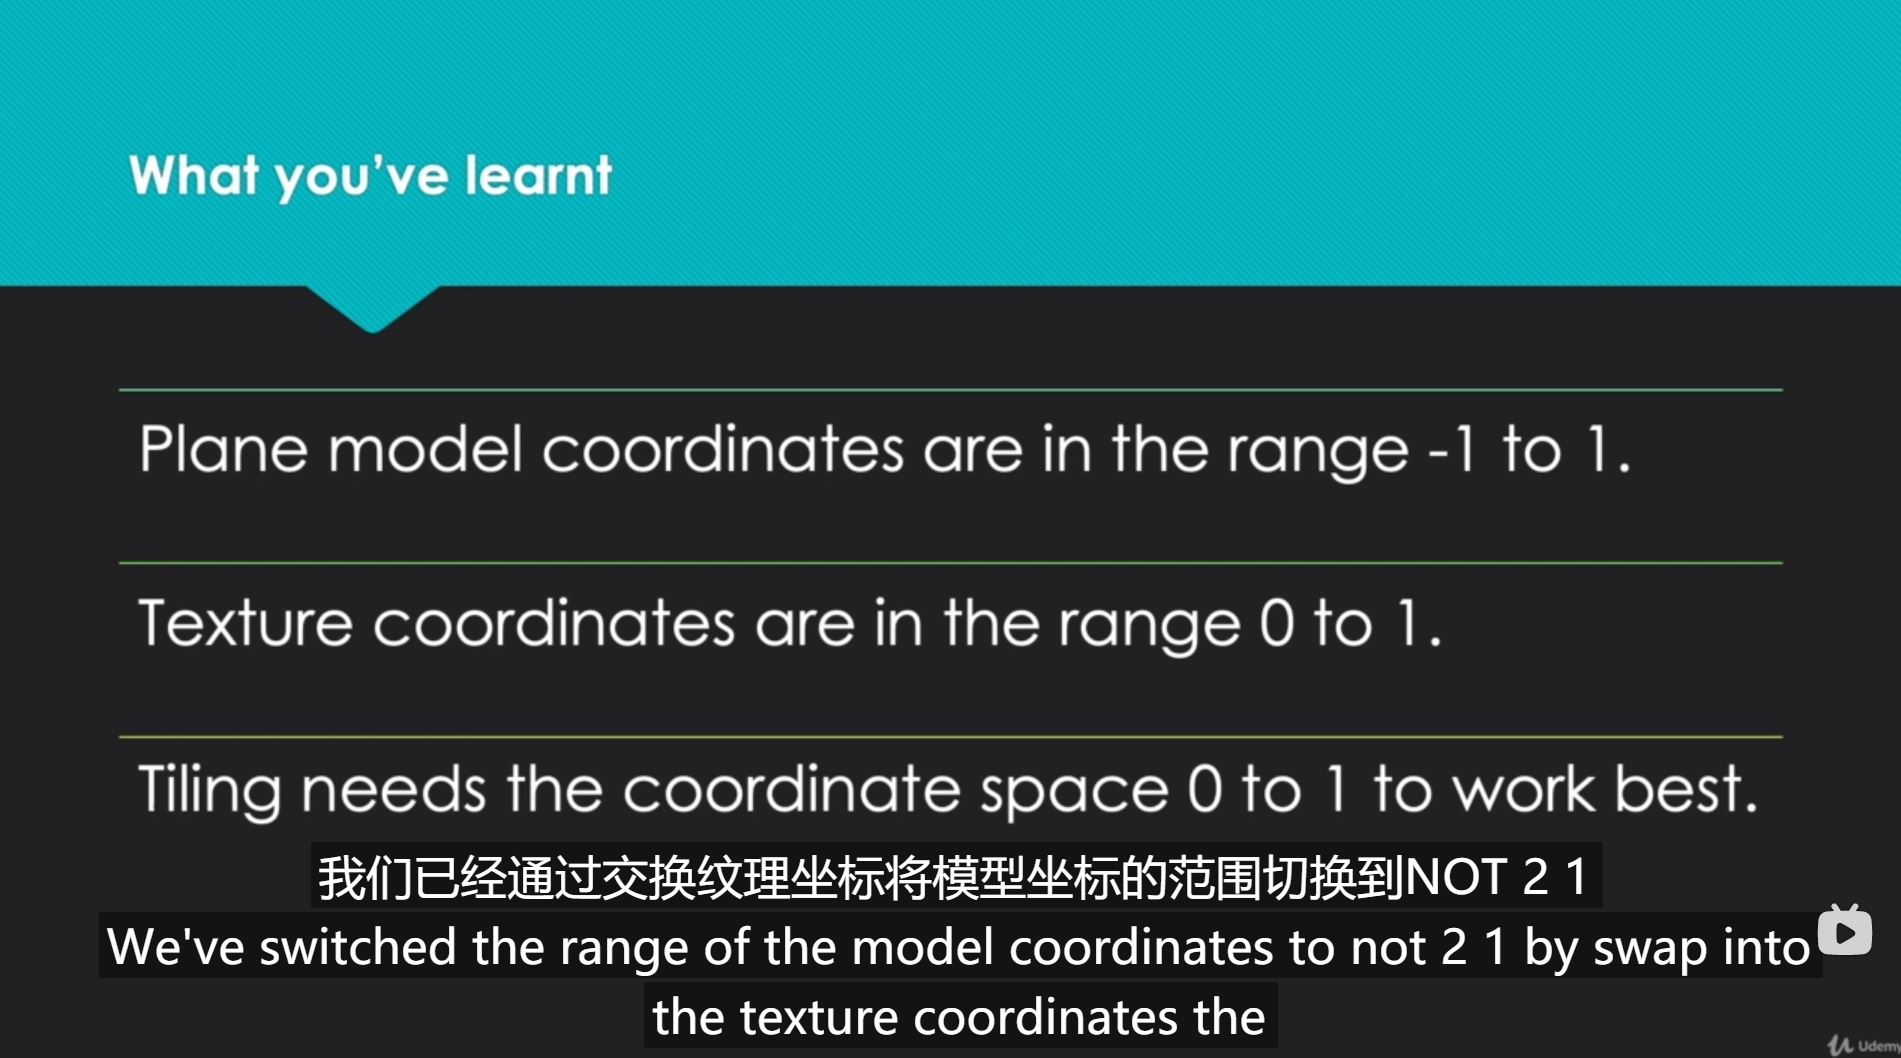 What you’ve learnt
Plane model coordinates are in the range -1 to 1.
Texture coordinates are in the range 0 to 1.
Tiling needs the coordinate space 0 to 1 to work best.
我们已经通过交换纹理坐标将模型坐标的范围切换到NOT 2 1
We've switched the range of the model coordinates to not 2 1 by swap into
the texture coordinates the
Udemy